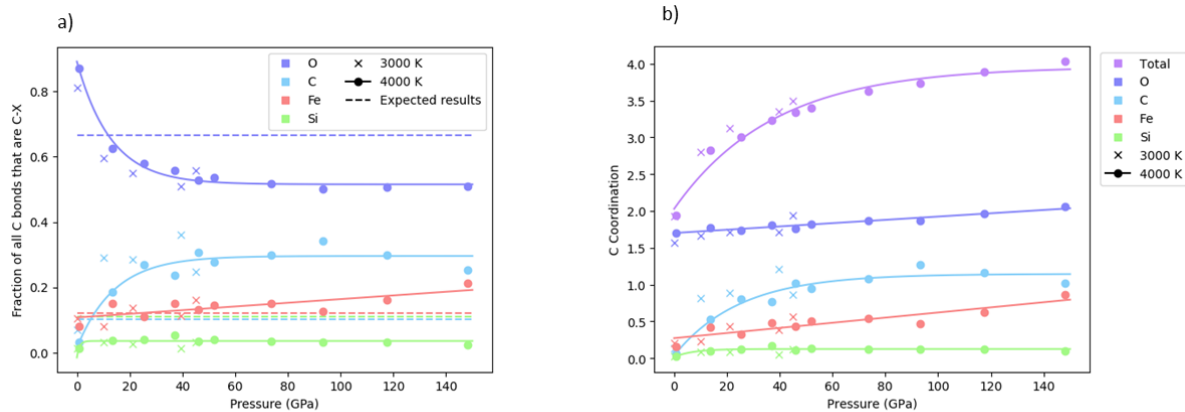 a)
Fraction of all C bonds that are C-X
0.8
0.6
0.4
0.2
0.0
0 20 40 60 80 100 120 140
Pressure (GPa)
O
C
Fe
Si
3000 K
4000 K
Expected results
b)
C Coordination
4.0
3.5
3.0
2.5
2.0
1.5
1.0
0.5
0.0
0 20 40 60 80 100 120 140
Pressure (GPa)
Total
O
C
Fe
Si
3000 K
4000 K